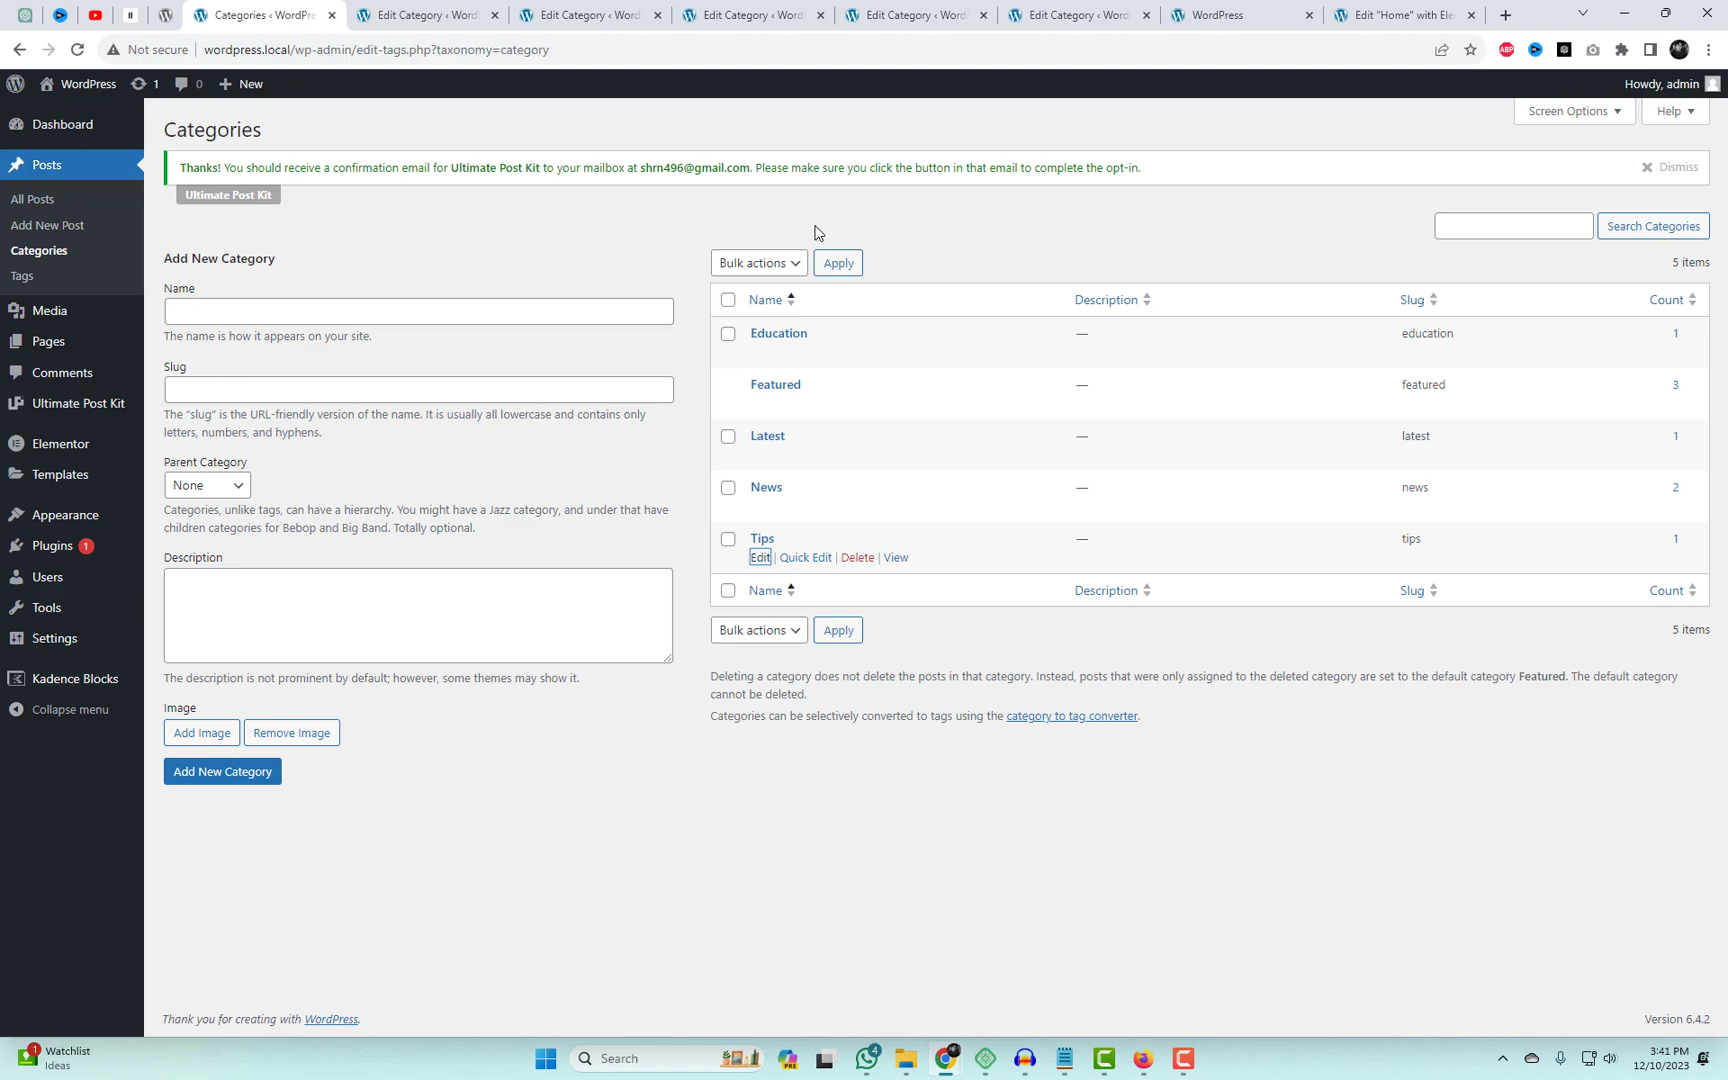 Categories ‹ WordPre
Edit Category ‹ Word
Edit Category ‹ Word
Edit Category ‹ Word
Edit Category ‹ Word
Edit Category ‹ Word
WordPress
Edit "Home" with Ele
Not secure
wordpress.local/wp-admin/edit-tags.php?taxonomy=category
ABP
WordPress
1
0
New
Howdy, admin
Dashboard
Posts
All Posts
Add New Post
Categories
Tags
Media
Pages
Comments
Ultimate Post Kit
Elementor
Templates
Appearance
Plugins 1
Users
Tools
Settings
Kadence Blocks
Collapse menu
Screen Options
Help
Categories
Thanks! You should receive a confirmation email for Ultimate Post Kit to your mailbox at shrn496@gmail.com. Please make sure you click the button in that email to complete the opt-in.
Dismiss
Ultimate Post Kit
Search Categories
Add New Category
Name
The name is how it appears on your site.
Slug
The “slug” is the URL-friendly version of the name. It is usually all lowercase and contains only
letters, numbers, and hyphens.
Parent Category
None
Categories, unlike tags, can have a hierarchy. You might have a Jazz category, and under that have
children categories for Bebop and Big Band. Totally optional.
Description
The description is not prominent by default; however, some themes may show it.
Image
Add Image
Remove Image
Add New Category
Bulk actions
Apply
5 items
Name
Description
Slug
Count
Education — education 1
Featured — featured 3
Latest — latest 1
News — news 2
Tips — tips 1
Edit | Quick Edit | Delete | View
Name
Description
Slug
Count
Bulk actions
Apply
5 items
Deleting a category does not delete the posts in that category. Instead, posts that were only assigned to the deleted category are set to the default category Featured. The default category
cannot be deleted.
Categories can be selectively converted to tags using the category to tag converter.
Thank you for creating with WordPress.
Version 6.4.2
1
Watchlist
Ideas
Search
PRE
4
3:41 PM
12/10/2023